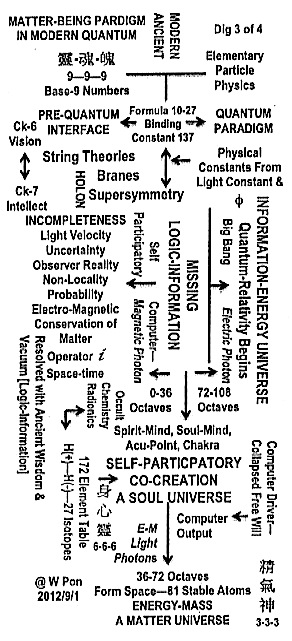 MATTER-BEING PARDIGM
IN MODERN QUANTUM
MODERN
ANCIENT
Dig 3 of 4
靈·魂·魄
9—9—9
Base-9 Numbers
Elementary
Particle
Physics
Ck-6
Vision
PRE-QUANTUM
INTERFACE
Formula 10-27
Binding
Constant 137
QUANTUM
PARADIGM
String Theories
Branes
Supersymmetry
HOLON
Physical
Constants From
Light Constant &
ϕ
Ck-7
Intellect
INCOMPLETENESS
Light Velocity
Uncertainty
Observer Reality
Non-Locality
Probability
Electro-Magnetic
Conservation of
Matter
Operator i
Space-time
Self
Participatory
Computer—
Magnetic Photon
MISSING
LOGIC-INFORMATION
Big Bang
Quantum-Relativity Begins
Electric Photon
INFORMATION-ENERGY UNIVERSE
Resolved with Ancient Wisdom &
Vacuum [Logic-Information]
0-36
Octaves
72-108
Octaves
Occult
Chemistry
Radionics
Spirit-Mind, Soul-Mind,
Acu-Point, Chakra
SELF-PARTICPATORY
CO-CREATION
A SOUL UNIVERSE
H(+)—H(-)—27 Isotopes
172 Element Table
心
靈
6-6-6
E-M
Light
Photons
Computer
Output
Computer Driver—
Collapsed Free Will
36-72 Octaves
Form Space—81 Stable Atoms
ENERGY-MASS
A MATTER UNIVERSE
精
氣
神
3-3-3
@ W Pon
2012/9/1